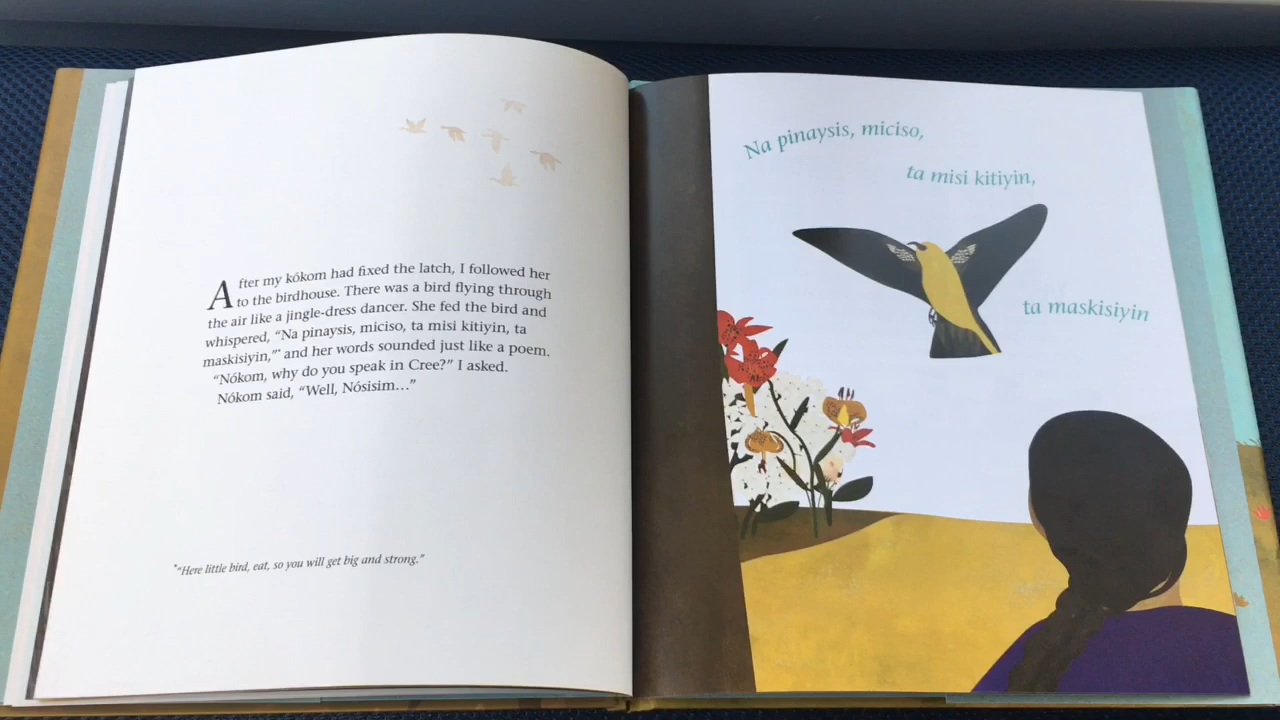 After my kókom had fixed the latch, I followed her
to the birdhouse. There was a bird flying through
the air like a jingle-dress dancer. She fed the bird and
whispered, “Na pinaysis, miciso, ta misi kitiyin, ta
maskisiyin,*” and her words sounded just like a poem.
“Nókom, why do you speak in Cree?” I asked.
Nókom said, “Well, Nósisim…”
*“Here little bird, eat, so you will get big and strong.”
Na pinaysis, miciso,
ta misi kitiyin,
ta maskisiyin